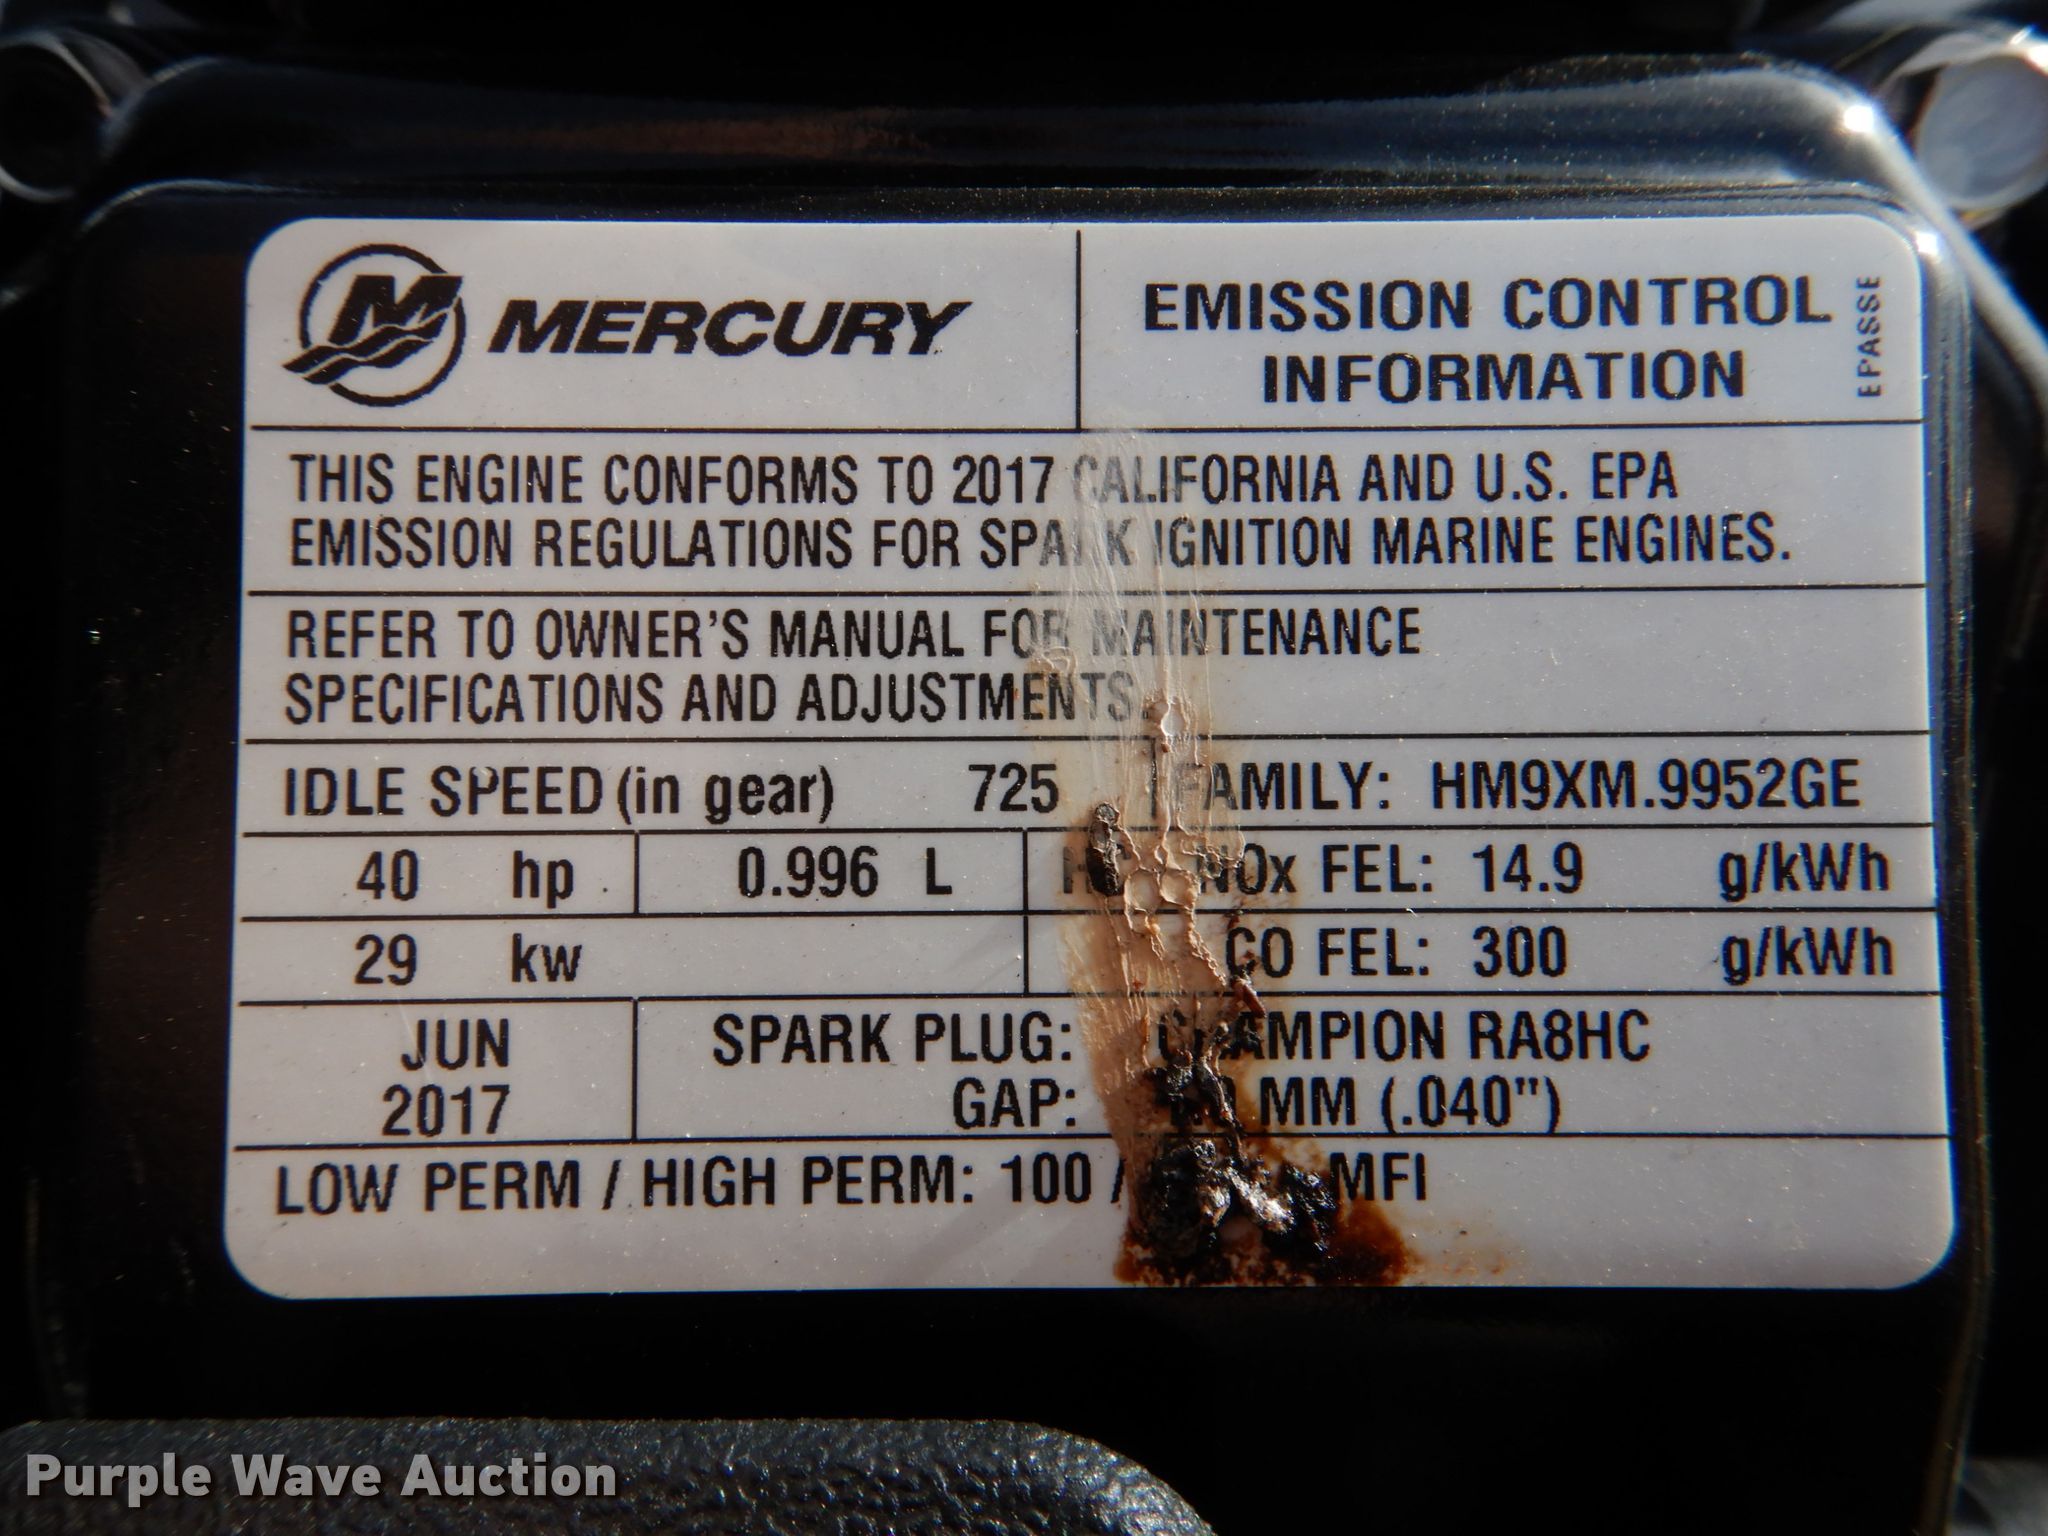 MERCURY
EMISSION CONTROL
INFORMATION
EPASSE
THIS ENGINE CONFORMS TO 2017 CALIFORNIA AND U.S. EPA
EMISSION REGULATIONS FOR SPARK IGNITION MARINE ENGINES.
REFER TO OWNER'S MANUAL FOR MAINTENANCE
SPECIFICATIONS AND ADJUSTMENTS.
IDLE SPEED (in gear) 725 FAMILY: HM9XM.9952GE
40 hp 0.996 L NOx FEL: 14.9 g/kWh
29 kw CO FEL: 300 g/kWh
JUN
2017
SPARK PLUG: CHAMPION RA8HC
GAP: MM (.040")
LOW PERM / HIGH PERM: 100 / MFI
Purple Wave Auction